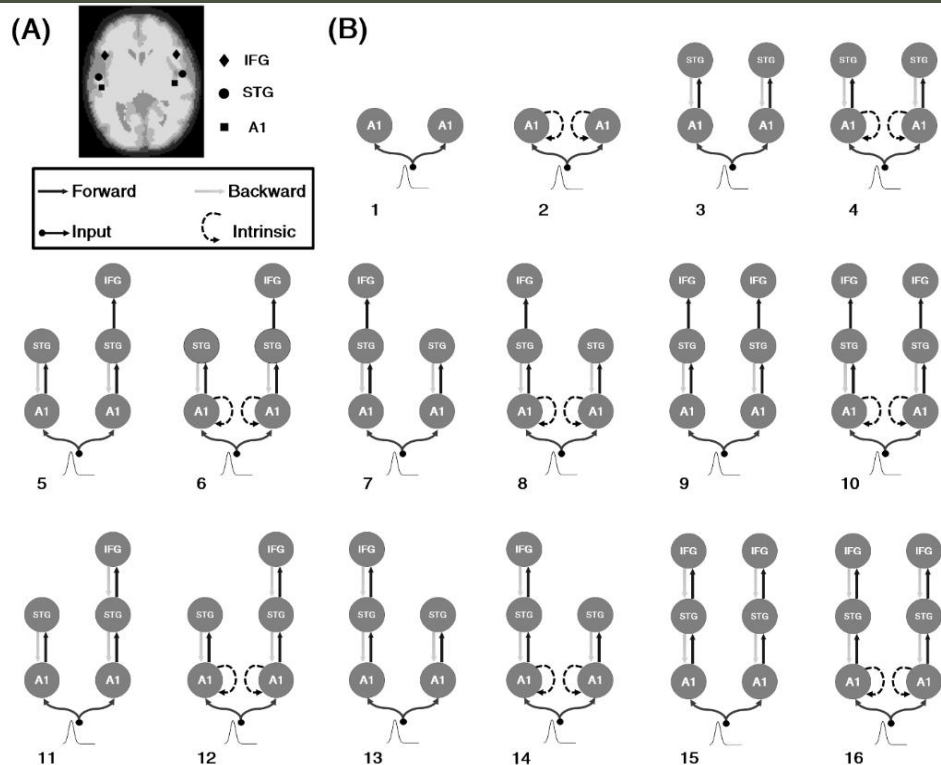 (A)
IFG
STG
A1
Forward
Backward
Input
Intrinsic
(B)
A1 A1
1
A1 A1
2
STG STG
A1 A1
3
STG STG
A1 A1
4
IFG
STG STG
A1 A1
5
IFG
STG STG
A1 A1
6
IFG
STG STG
A1 A1
7
IFG
STG STG
A1 A1
8
IFG IFG
STG STG
A1 A1
9
IFG IFG
STG STG
A1 A1
10
IFG
STG STG
A1 A1
11
IFG
STG STG
A1 A1
12
IFG
STG STG
A1 A1
13
IFG
STG STG
A1 A1
14
IFG IFG
STG STG
A1 A1
15
IFG IFG
STG STG
A1 A1
16